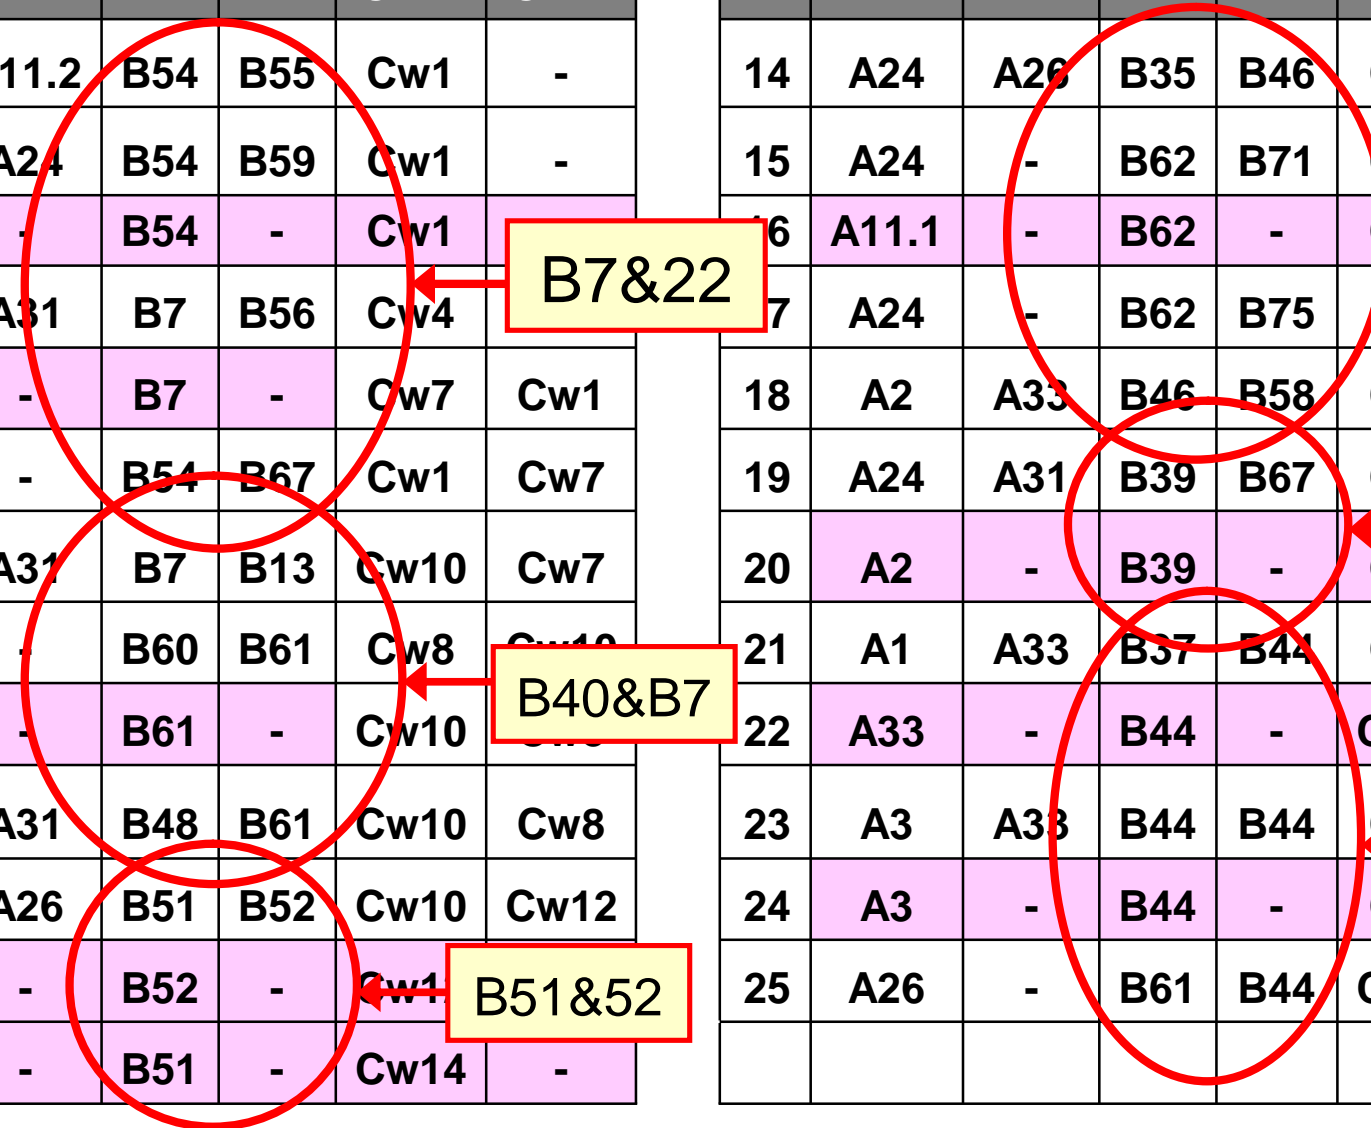 11.2 B54 B55 Cw1 -
A24 B54 B59 Cw1 -
- B54 - Cw1
A31 B7 B56 Cw4
- B7 - Cw7 Cw1
- B54 B67 Cw1 Cw7
A31 B7 B13 Cw10 Cw7
- B60 B61 Cw8 Cw10
- B61 - Cw10
A31 B48 B61 Cw10 Cw8
A26 B51 B52 Cw10 Cw12
- B52 -
- B51 - Cw14 -
B7&22
B40&B7
B51&52
14 A24 A26 B35 B46
15 A24 - B62 B71
6 A11.1 - B62 -
7 A24 - B62 B75
18 A2 A33 B46 B58
19 A24 A31 B39 B67
20 A2 - B39 -
21 A1 A33 B37 B44
22 A33 - B44 -
23 A3 A33 B44 B44
24 A3 - B44 -
25 A26 - B61 B44